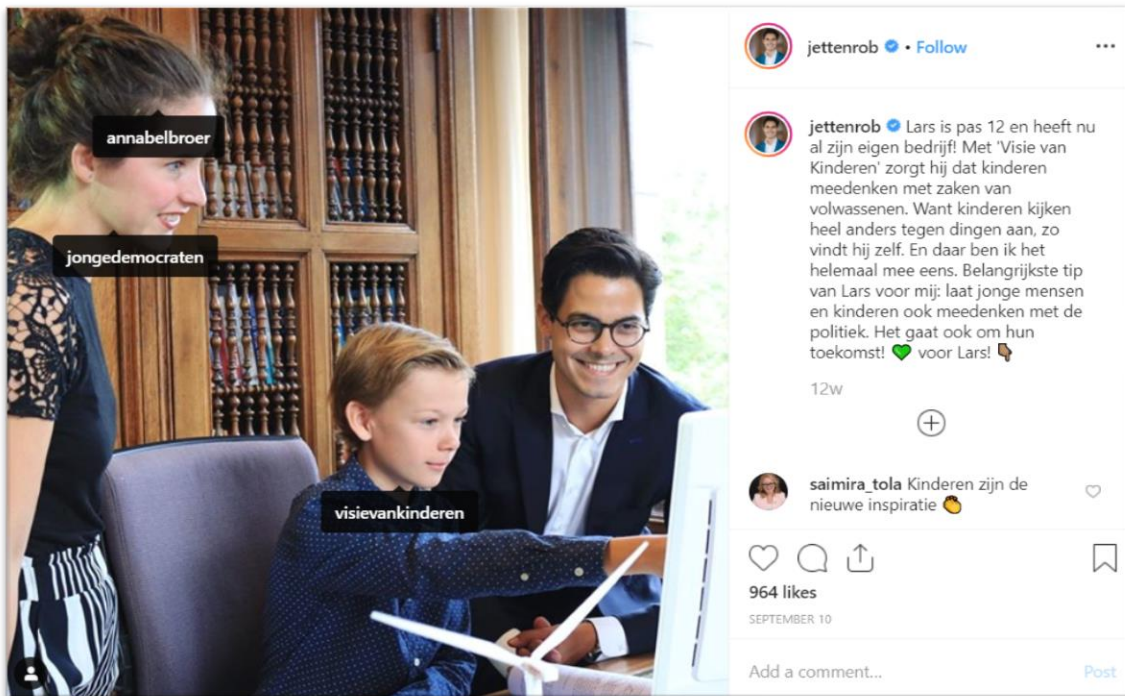 annabelbroer
jongedemocraten
visievankinderen
jettenrob • Follow
jettenrob Lars is pas 12 en heeft nu
al zijn eigen bedrijf! Met 'Visie van
Kinderen' zorgt hij dat kinderen
meedenken met zaken van
volwassenen. Want kinderen kijken
heel anders tegen dingen aan, zo
vindt hij zelf. En daar ben ik het
helemaal mee eens. Belangrijkste tip
van Lars voor mij: laat jonge mensen
en kinderen ook meedenken met de
politiek. Het gaat ook om hun
toekomst! 💚 voor Lars! 👇🏽
12w
saimira_tola Kinderen zijn de
nieuwe inspiratie 👏
964 likes
SEPTEMBER 10
Add a comment... Post